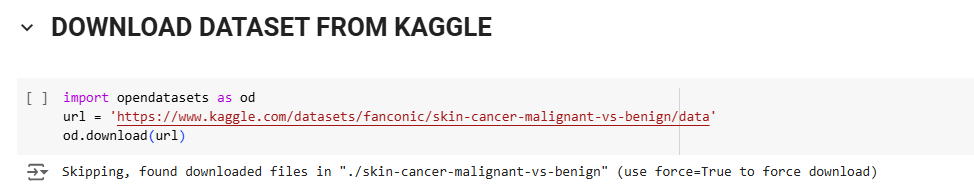 DOWNLOAD DATASET FROM KAGGLE
[ ] import opendatasets as od
url = 'https://www.kaggle.com/datasets/fanconic/skin-cancer-malignant-vs-benign/data'
od.download(url)
Skipping, found downloaded files in "./skin-cancer-malignant-vs-benign" (use force=True to force download)